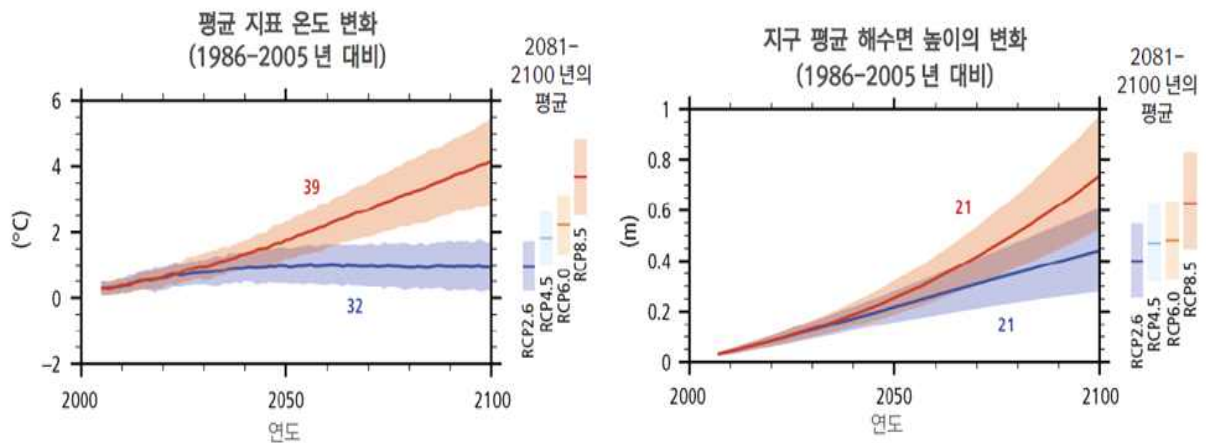 평균 지표 온도 변화
(1986–2005 년 대비)
2081–
2100 년의
평균
6
4
2
0
−2
(°C)
39
32
2000
2050
2100
연도
RCP2.6
RCP4.5
RCP6.0
RCP8.5
지구 평균 해수면 높이의 변화
(1986–2005 년 대비)
2081–
2100 년의
평균
1
0.8
0.6
0.4
0.2
0
(m)
21
21
2000
2050
2100
연도
RCP2.6
RCP4.5
RCP6.0
RCP8.5